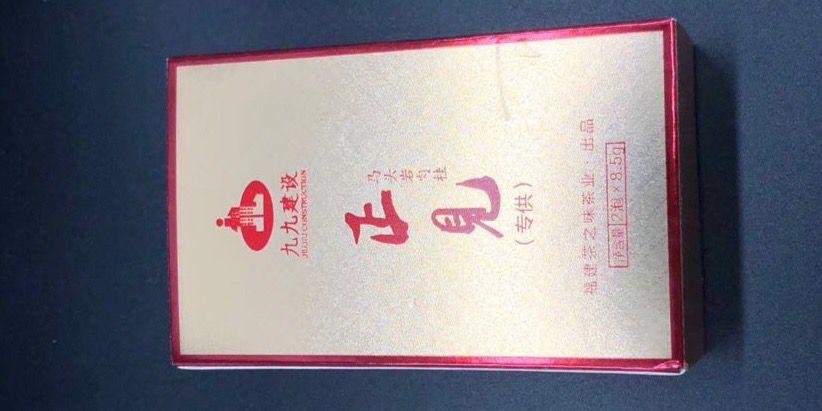 九九建设
JIUJIU CONSTRUCTION
正見
马头岩肉桂
(专供)
福建茶之味茶业·出品
净含量2泡×8.5g